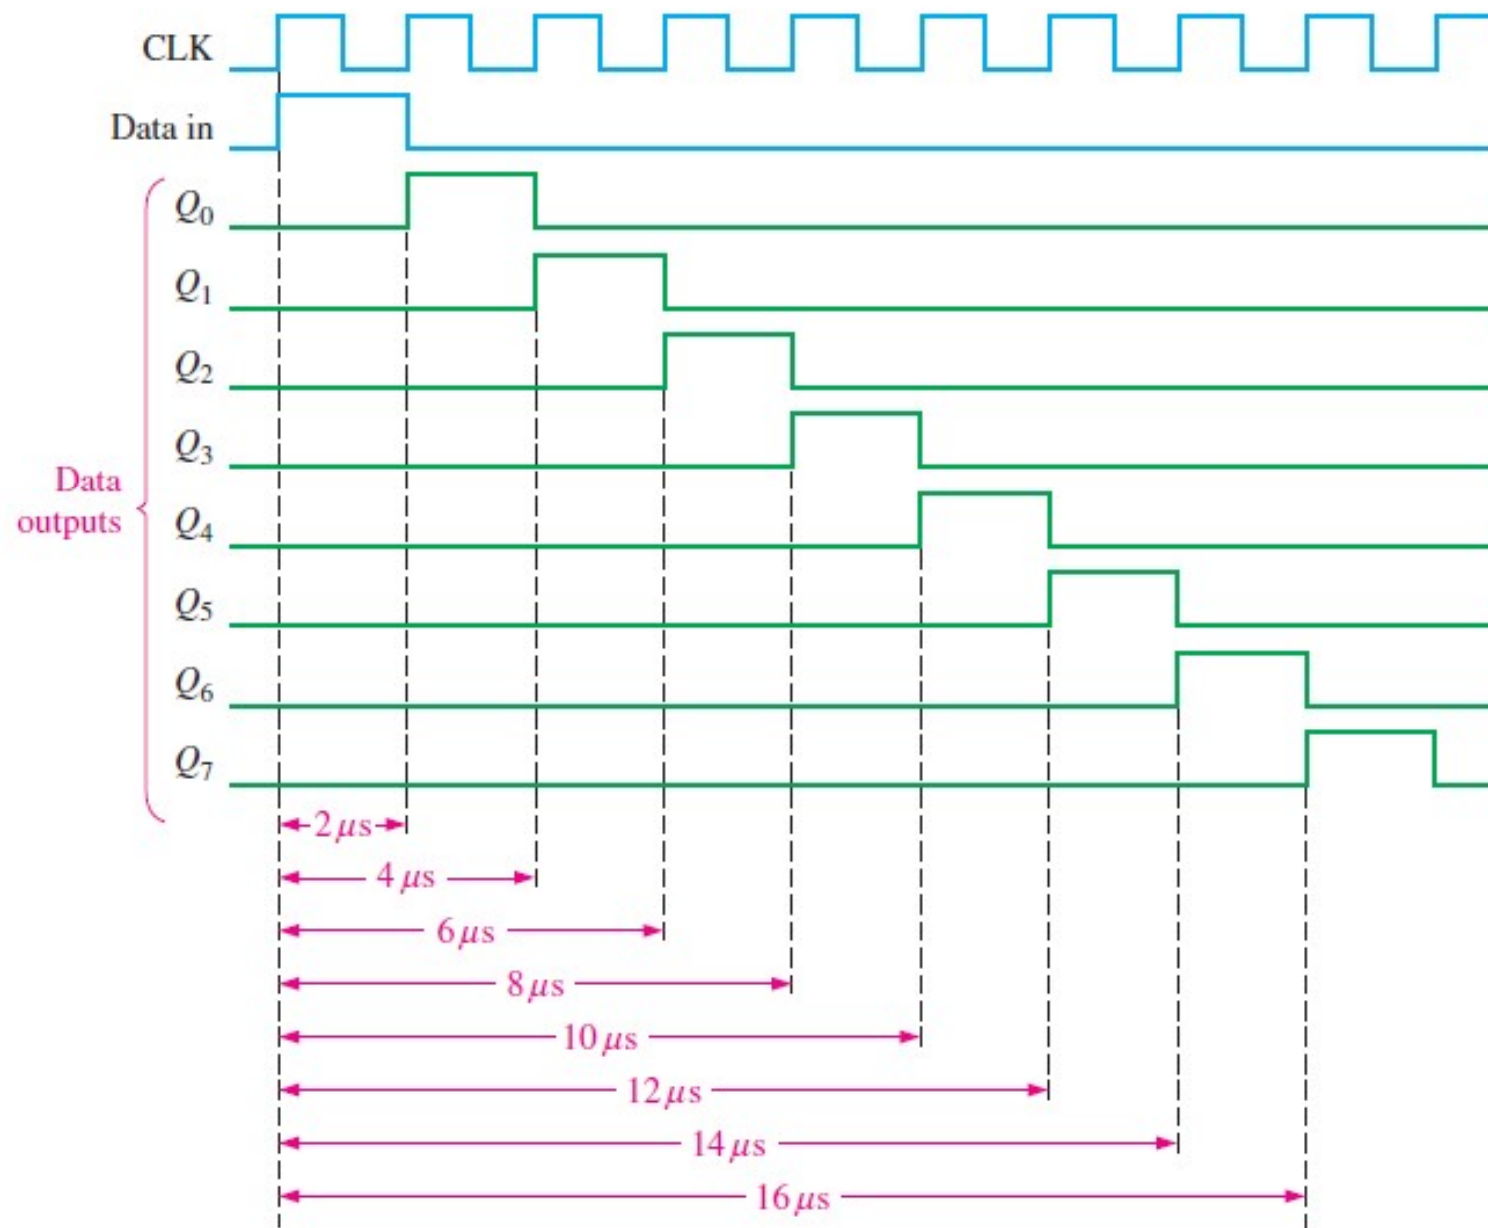 CLK
Data in
Q₀
Q₁
Q₂
Q₃
Data
outputs
Q₄
Q₅
Q₆
Q₇
2 μs
4 μs
6 μs
8 μs
10 μs
12 μs
14 μs
16 μs